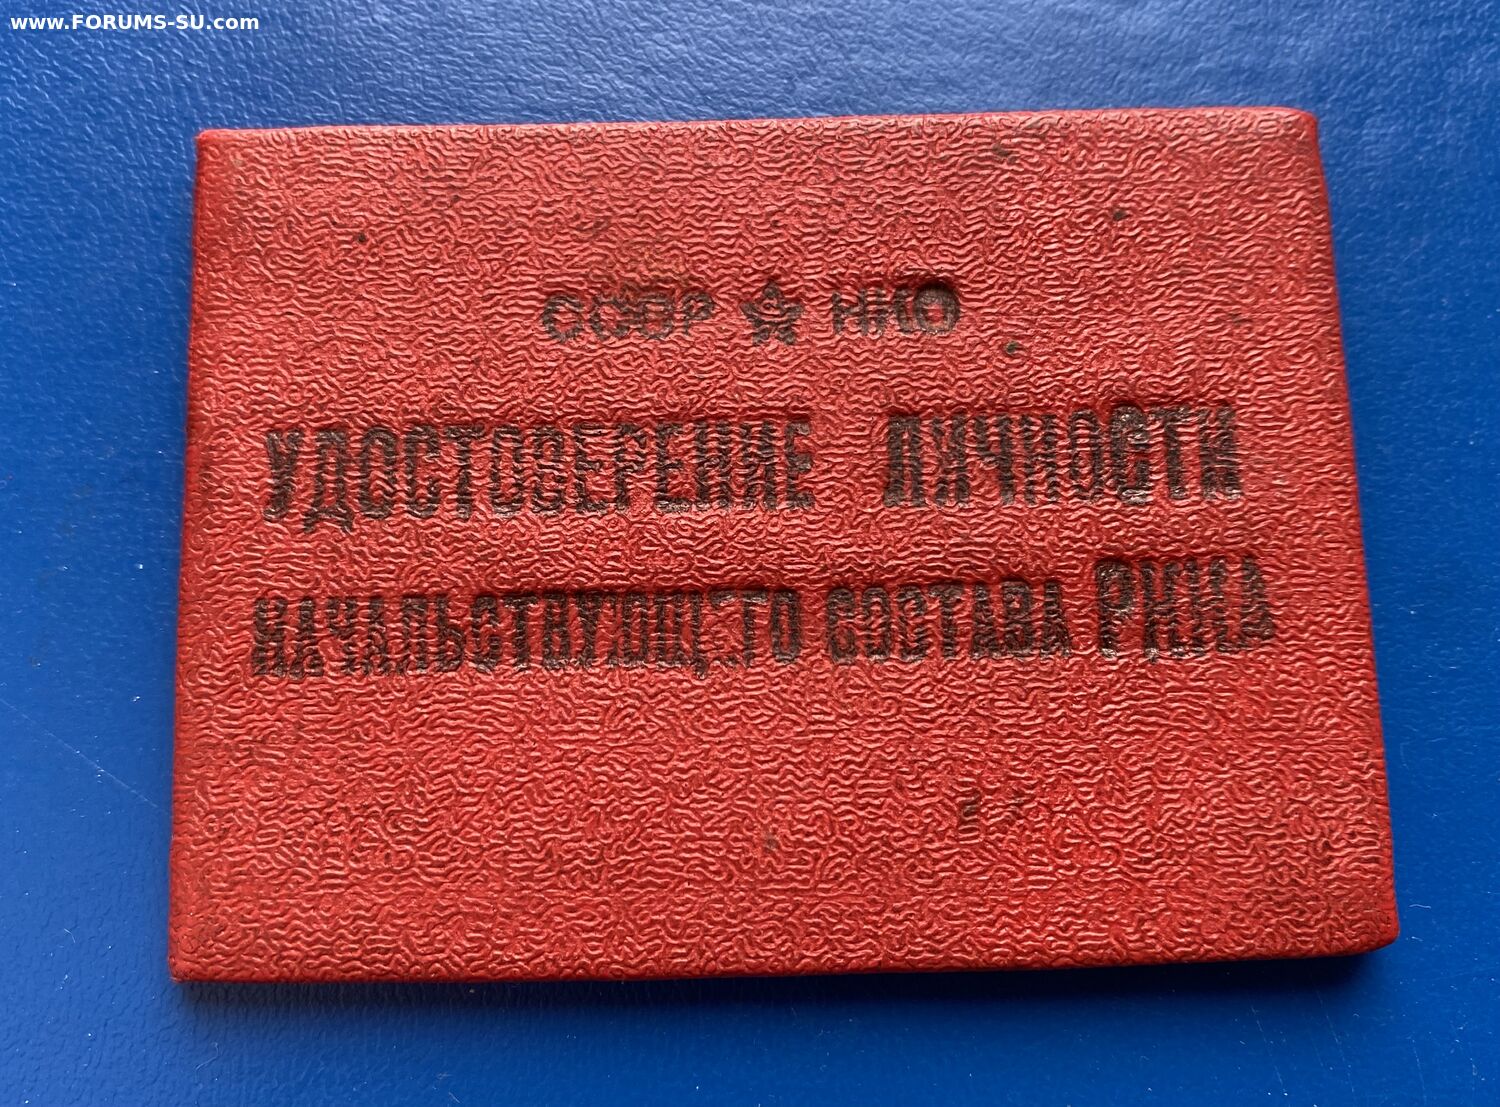 www.FORUMS-SU.com
СССР НКО
УДОСТОВЕРЕНИЕ ЛИЧНОСТИ
НАЧАЛЬСТВУЮЩЕГО СОСТАВА РККА